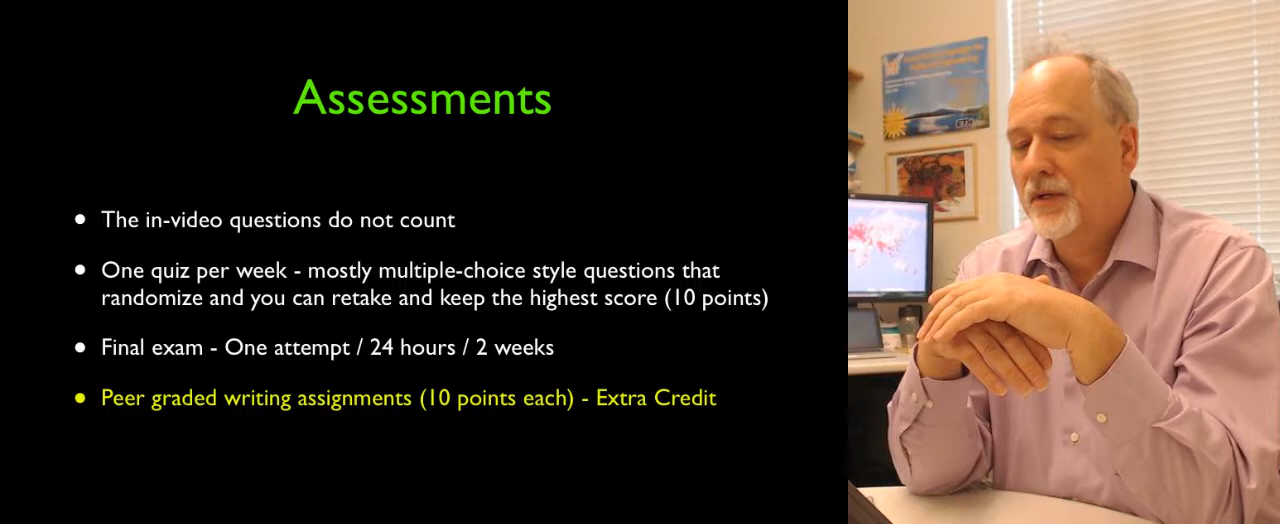 Assessments
● The in-video questions do not count
● One quiz per week - mostly multiple-choice style questions that
randomize and you can retake and keep the highest score (10 points)
● Final exam - One attempt / 24 hours / 2 weeks
● Peer graded writing assignments (10 points each) - Extra Credit